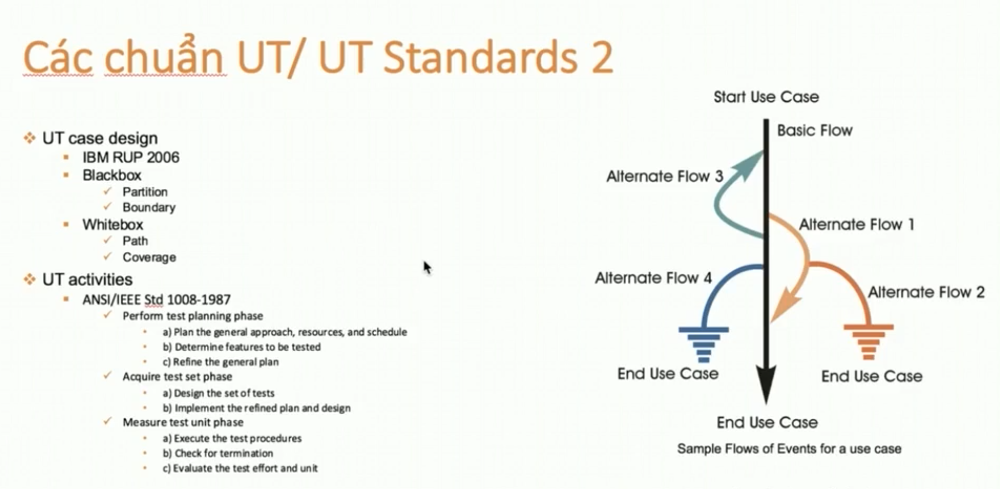 Các chuẩn UT/ UT Standards 2
UT case design
IBM RUP 2006
Blackbox
Partition
Boundary
Whitebox
Path
Coverage
UT activities
ANSI/IEEE Std 1008-1987
Perform test planning phase
a) Plan the general approach, resources, and schedule
b) Determine features to be tested
c) Refine the general plan
Acquire test set phase
a) Design the set of tests
b) Implement the refined plan and design
Measure test unit phase
a) Execute the test procedures
b) Check for termination
c) Evaluate the test effort and unit
Start Use Case
Basic Flow
Alternate Flow 3
Alternate Flow 1
Alternate Flow 4
Alternate Flow 2
End Use Case
End Use Case
End Use Case
Sample Flows of Events for a use case